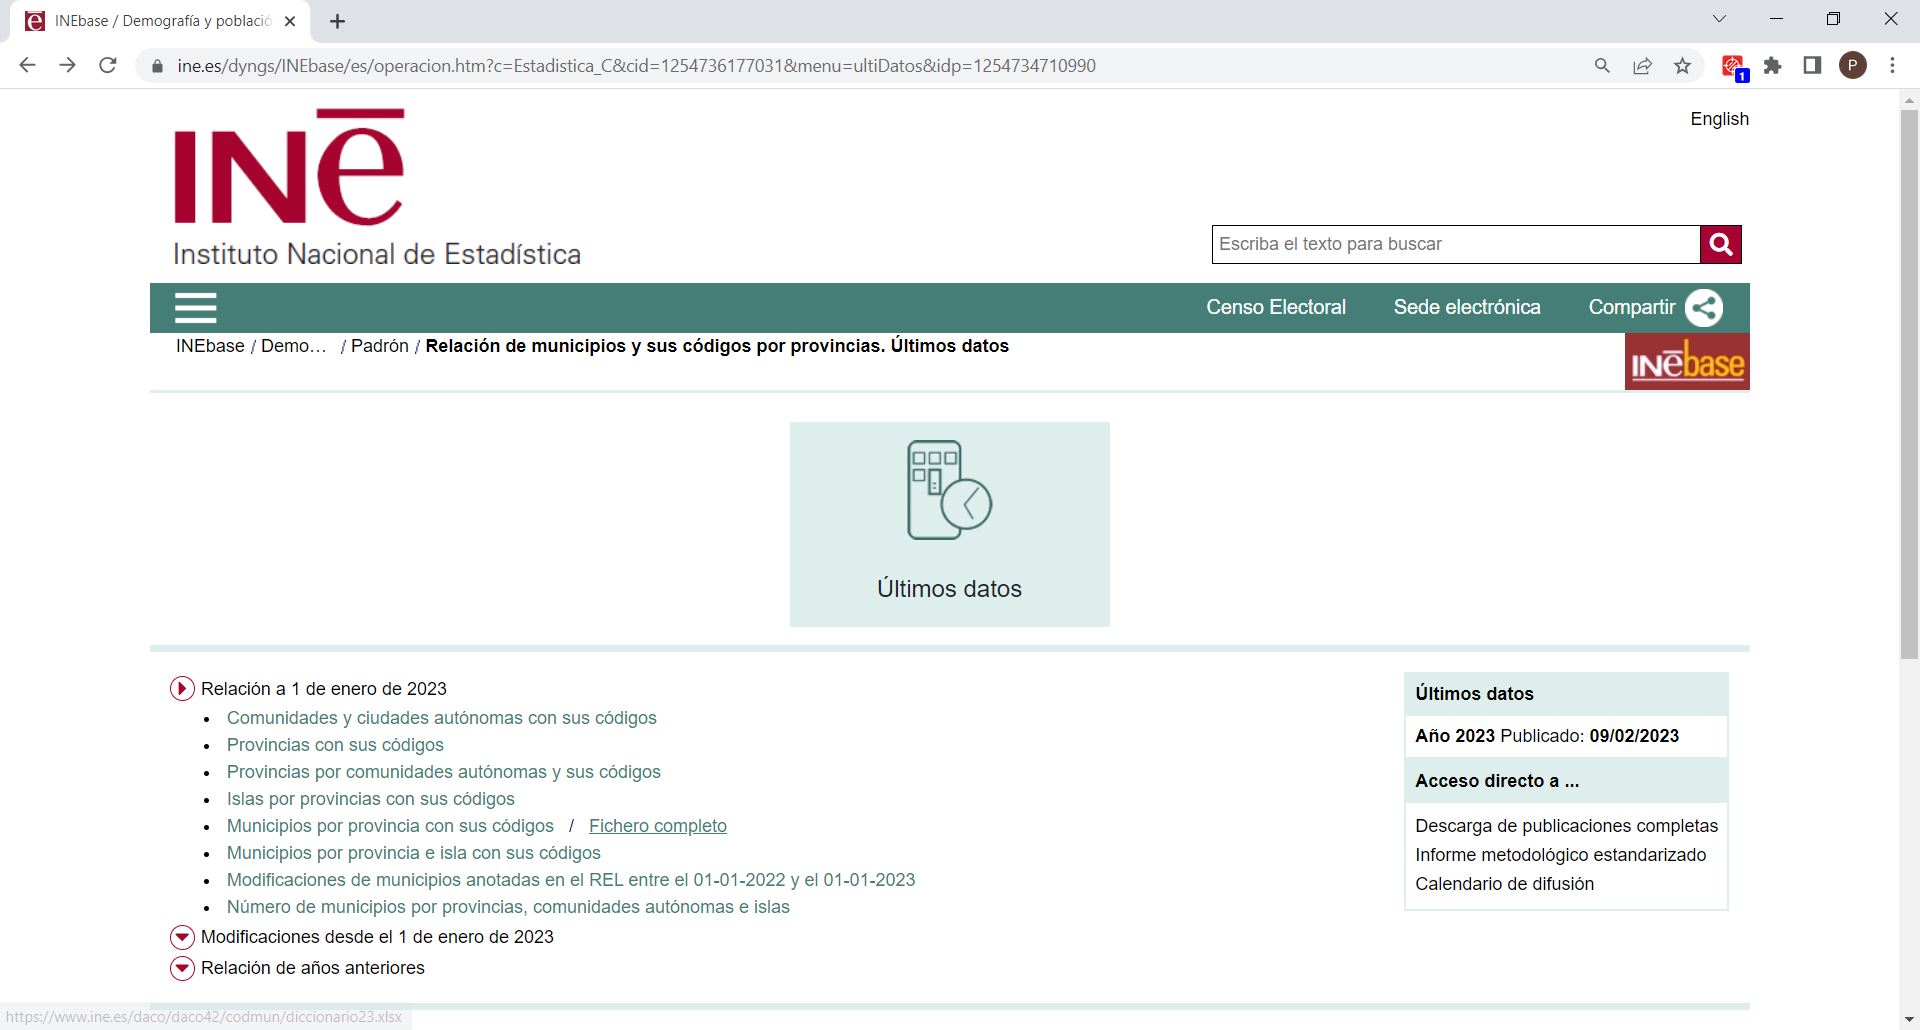 INEbase / Demografía y població
ine.es/dyngs/INEbase/es/operacion.htm?c=Estadistica_C&cid=1254736177031&menu=ultiDatos&idp=1254734710990
1
P
English
INē
Instituto Nacional de Estadística
Escriba el texto para buscar
Censo Electoral Sede electrónica Compartir
INEbase / Demo... / Padrón / Relación de municipios y sus códigos por provincias. Últimos datos
INēbase
Últimos datos
Relación a 1 de enero de 2023
Comunidades y ciudades autónomas con sus códigos
Provincias con sus códigos
Provincias por comunidades autónomas y sus códigos
Islas por provincias con sus códigos
Municipios por provincia con sus códigos / Fichero completo
Municipios por provincia e isla con sus códigos
Modificaciones de municipios anotadas en el REL entre el 01-01-2022 y el 01-01-2023
Número de municipios por provincias, comunidades autónomas e islas
Modificaciones desde el 1 de enero de 2023
Relación de años anteriores
Últimos datos
Año 2023 Publicado: 09/02/2023
Acceso directo a ...
Descarga de publicaciones completas
Informe metodológico estandarizado
Calendario de difusión
https://www.ine.es/daco/daco42/codmun/diccionario23.xlsx